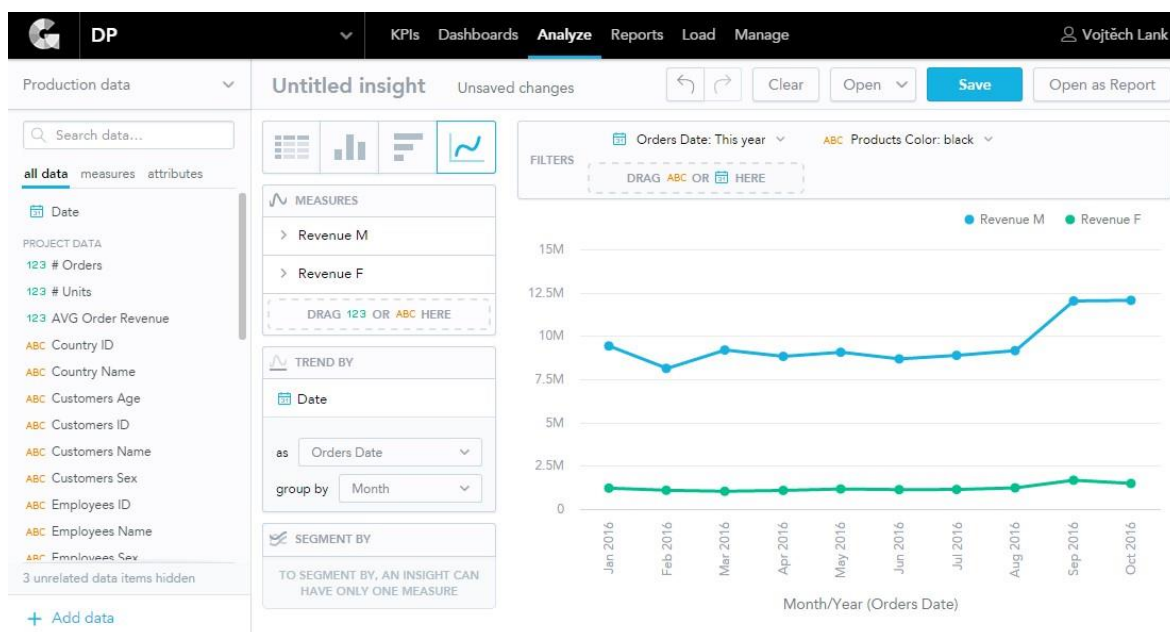 DP
KPIs Dashboards Analyze Reports Load Manage
Vojtěch Lank
Production data
Untitled insight Unsaved changes
Clear
Open
Save
Open as Report
Search data...
all data measures attributes
Date
PROJECT DATA
123 # Orders
123 # Units
123 AVG Order Revenue
ABC Country ID
ABC Country Name
ABC Customers Age
ABC Customers ID
ABC Customers Name
ABC Customers Sex
ABC Employees ID
ABC Employees Name
ABC Employees Sex
3 unrelated data items hidden
+ Add data
MEASURES
Revenue M
Revenue F
DRAG 123 OR ABC HERE
TREND BY
Date
as Orders Date
group by Month
SEGMENT BY
TO SEGMENT BY, AN INSIGHT CAN
HAVE ONLY ONE MEASURE
FILTERS
Orders Date: This year
ABC Products Color: black
DRAG ABC OR HERE
Revenue M Revenue F
15M
12.5M
10M
7.5M
5M
2.5M
0
Jan 2016
Feb 2016
Mar 2016
Apr 2016
May 2016
Jun 2016
Jul 2016
Aug 2016
Sep 2016
Oct 2016
Month/Year (Orders Date)